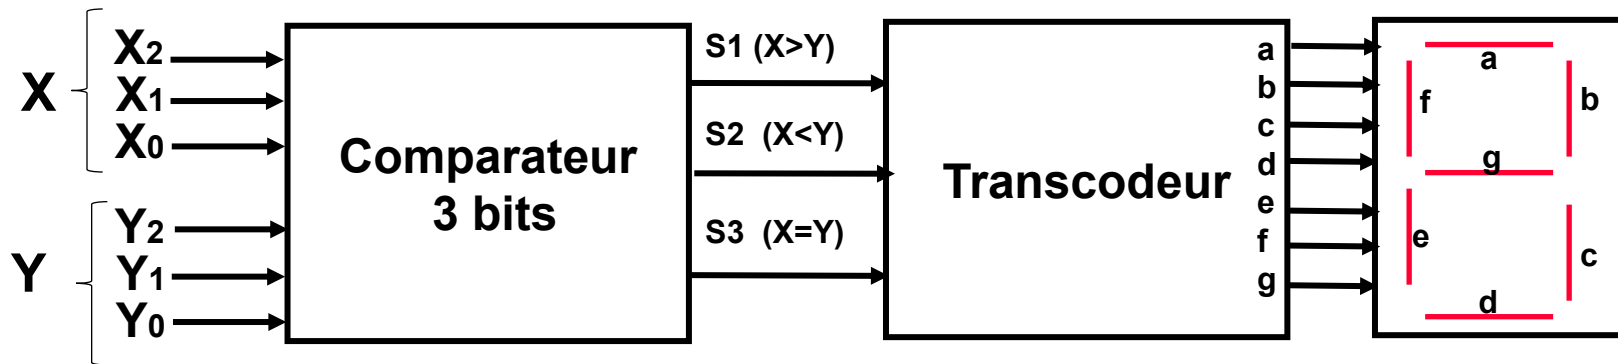 X
X2
X1
X0
Y
Y2
Y1
Y0
Comparateur
3 bits
S1 (X>Y)
S2 (X<Y)
S3 (X=Y)
Transcodeur
a
b
c
d
e
f
g
a
f
b
g
e
c
d